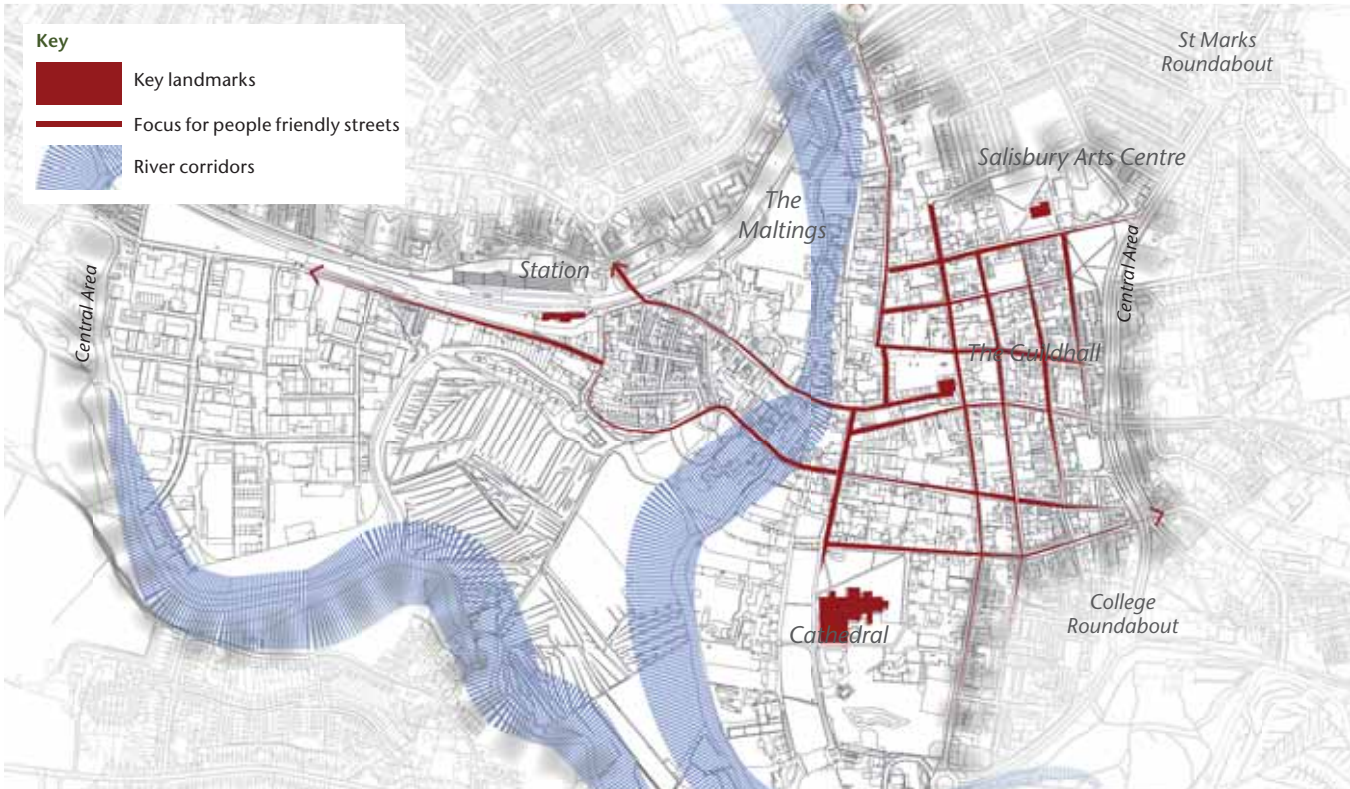 Key
Key landmarks
Focus for people friendly streets
River corridors
St Marks
Roundabout
Salisbury Arts Centre
The
Maltings
Station
Central Area
Central Area
The Guildhall
College
Roundabout
Cathedral